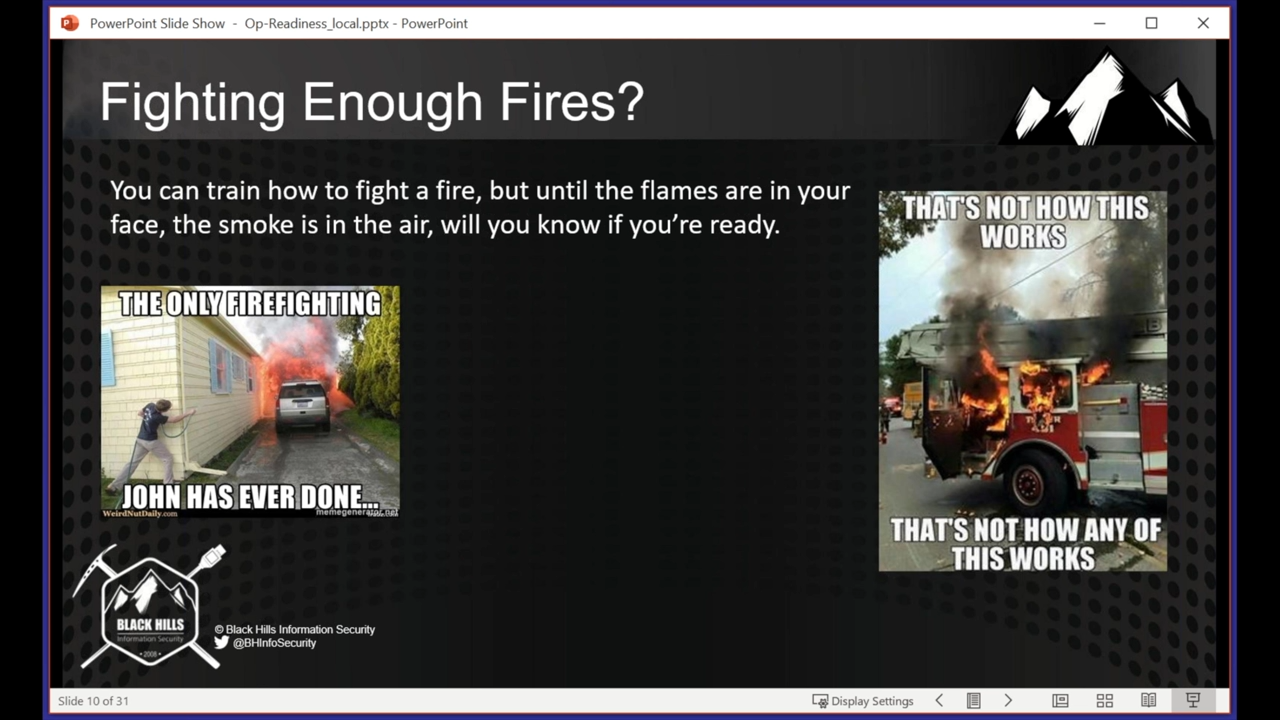 PowerPoint Slide Show - Op-Readiness_local.pptx - PowerPoint
Fighting Enough Fires?
You can train how to fight a fire, but until the flames are in your
face, the smoke is in the air, will you know if you’re ready.
THE ONLY FIREFIGHTING
JOHN HAS EVER DONE...
WeirdNutDaily.com
memegenerator.net
THAT'S NOT HOW THIS
WORKS
THAT'S NOT HOW ANY OF
THIS WORKS
BLACK HILLS
Information Security
• 2008 •
© Black Hills Information Security
@BHInfoSecurity
Slide 10 of 31
Display Settings